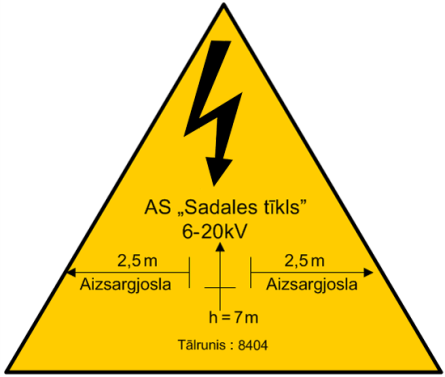 AS „Sadales tīkls”
6-20kV
2,5 m 2,5 m
Aizsargjosla Aizsargjosla
h = 7 m
Tālrunis : 8404